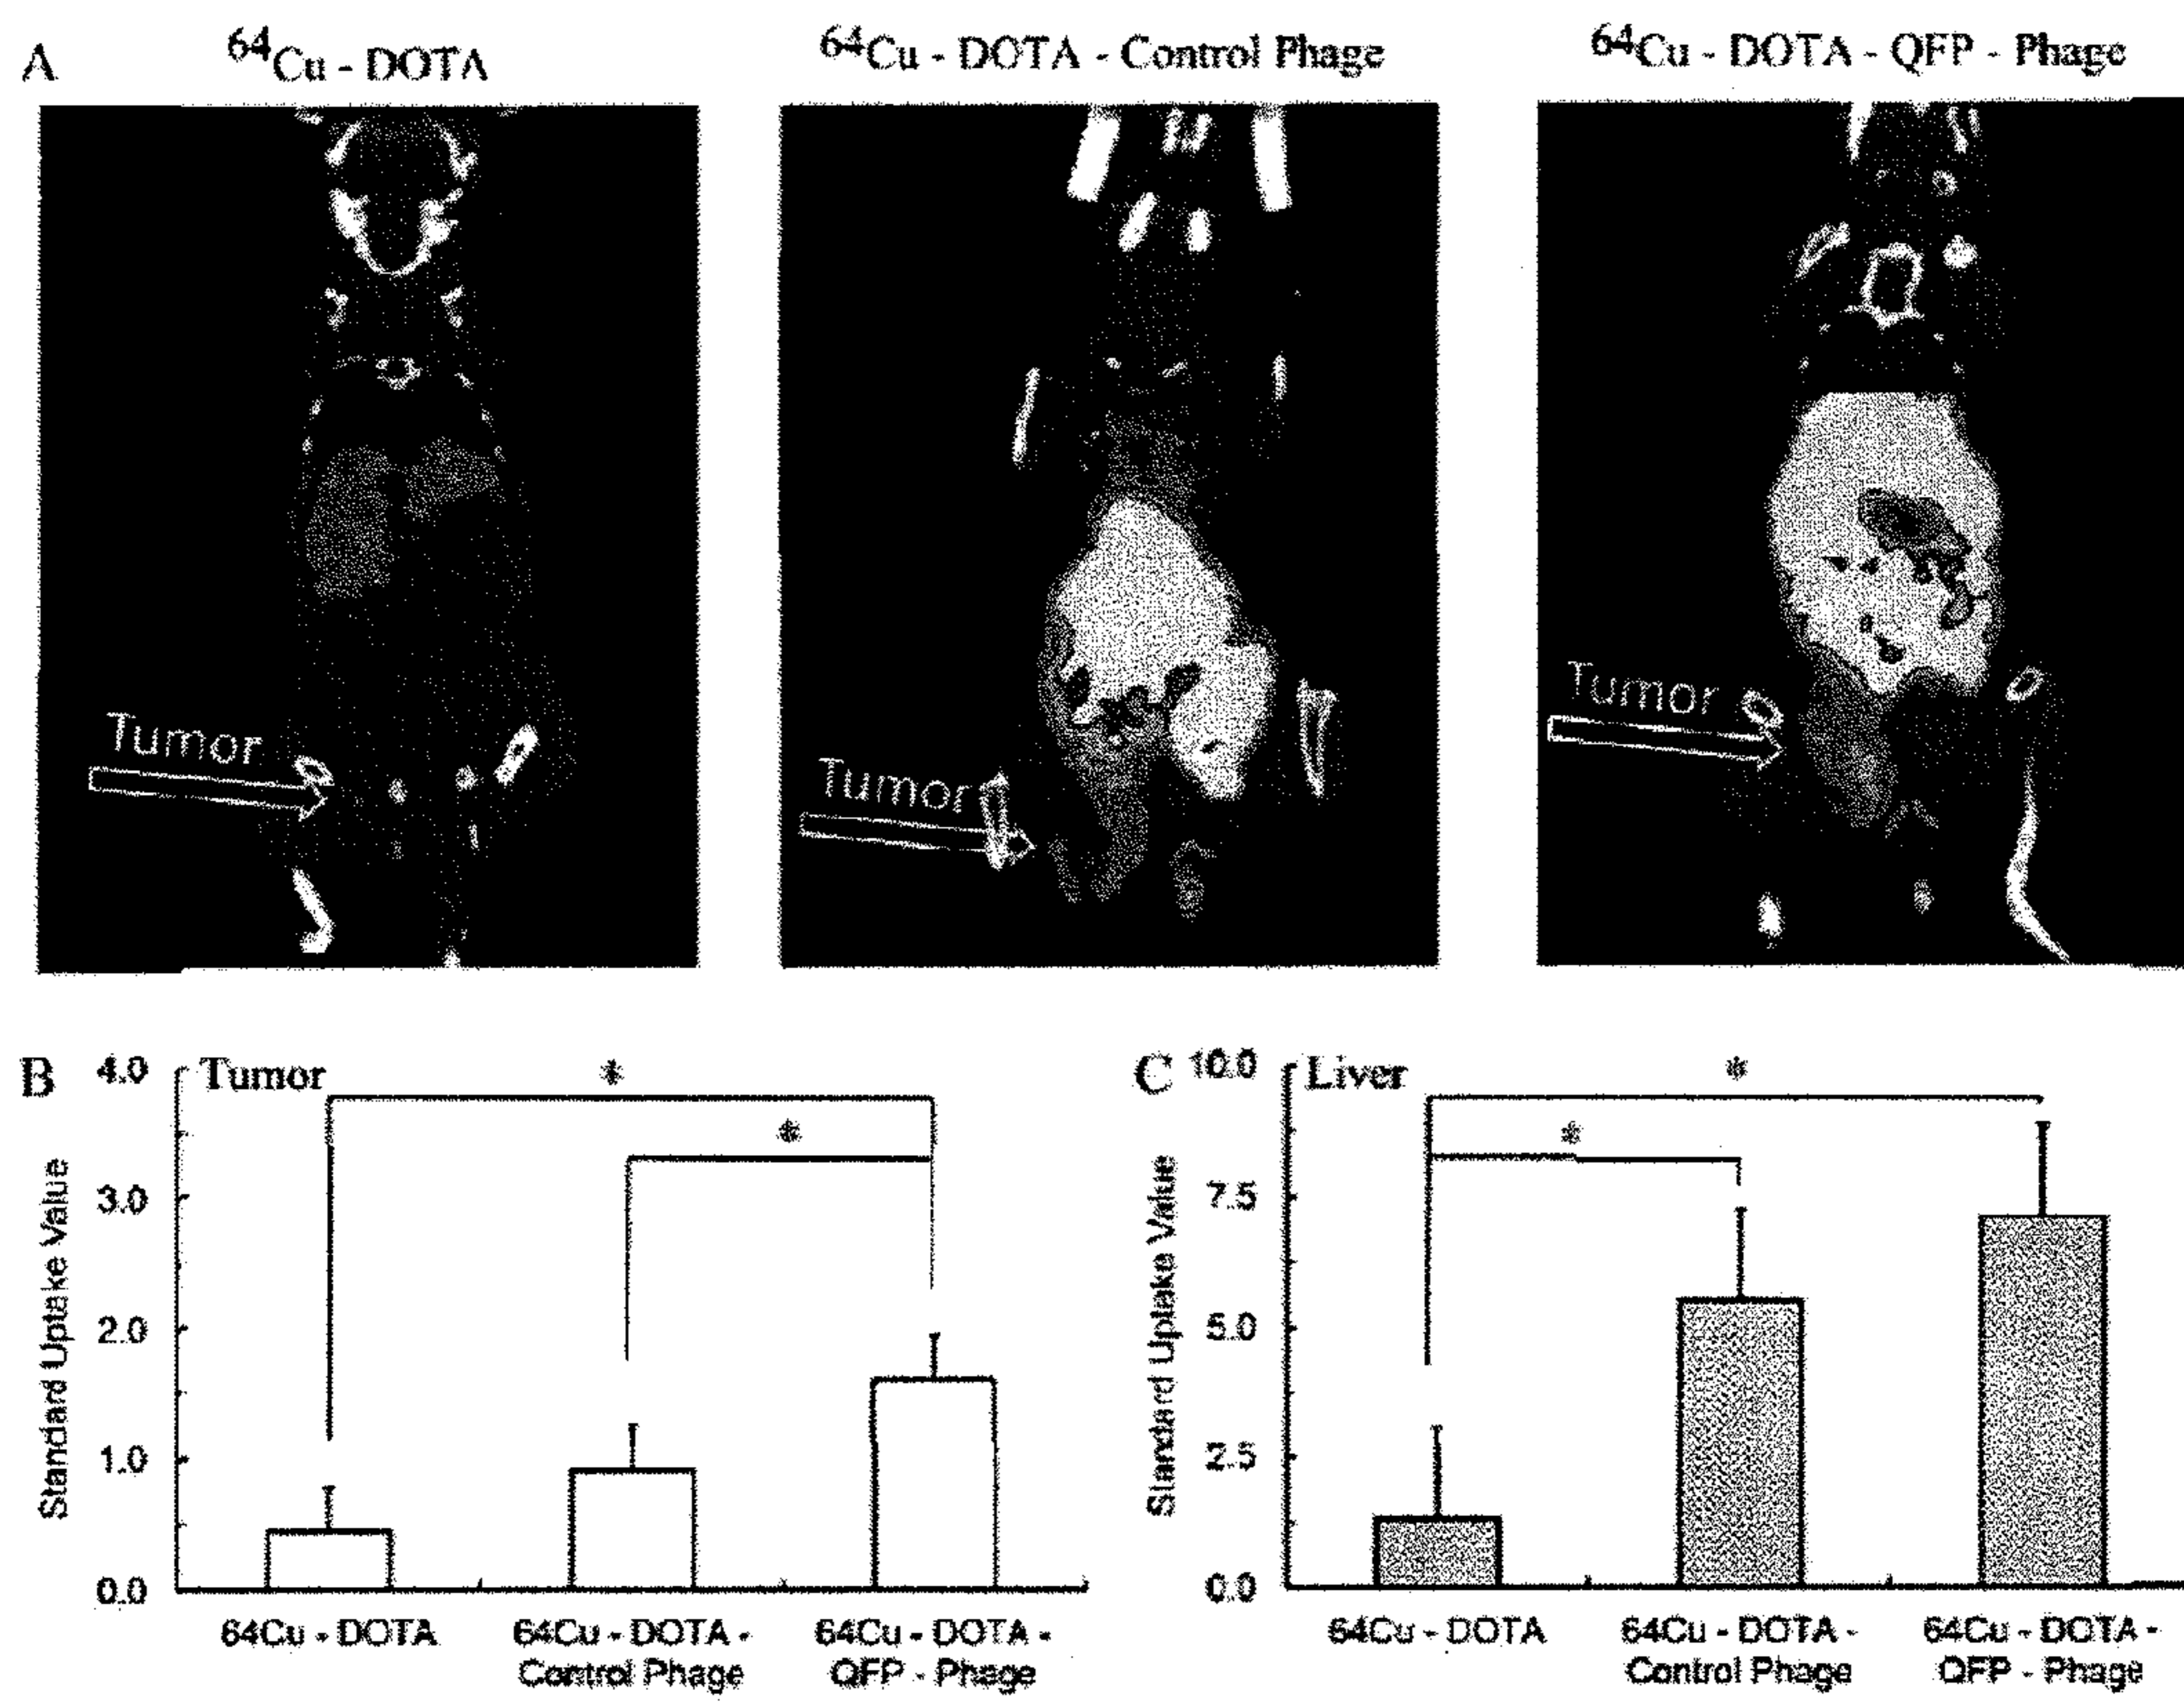 A
64Cu - DOTA
64Cu - DOTA - Control Phage
64Cu - DOTA - QFP - Phage
Tumor
Tumor
Tumor
B
Tumor
*
*
Standard Uptake Value
4.0
3.0
2.0
1.0
0.0
64Cu - DOTA
64Cu - DOTA -
Control Phage
64Cu - DOTA -
QFP - Phage
C
Liver
*
*
Standard Uptake Value
10.0
7.5
5.0
2.5
0.0
64Cu - DOTA
64Cu - DOTA -
Control Phage
64Cu - DOTA -
QFP - Phage